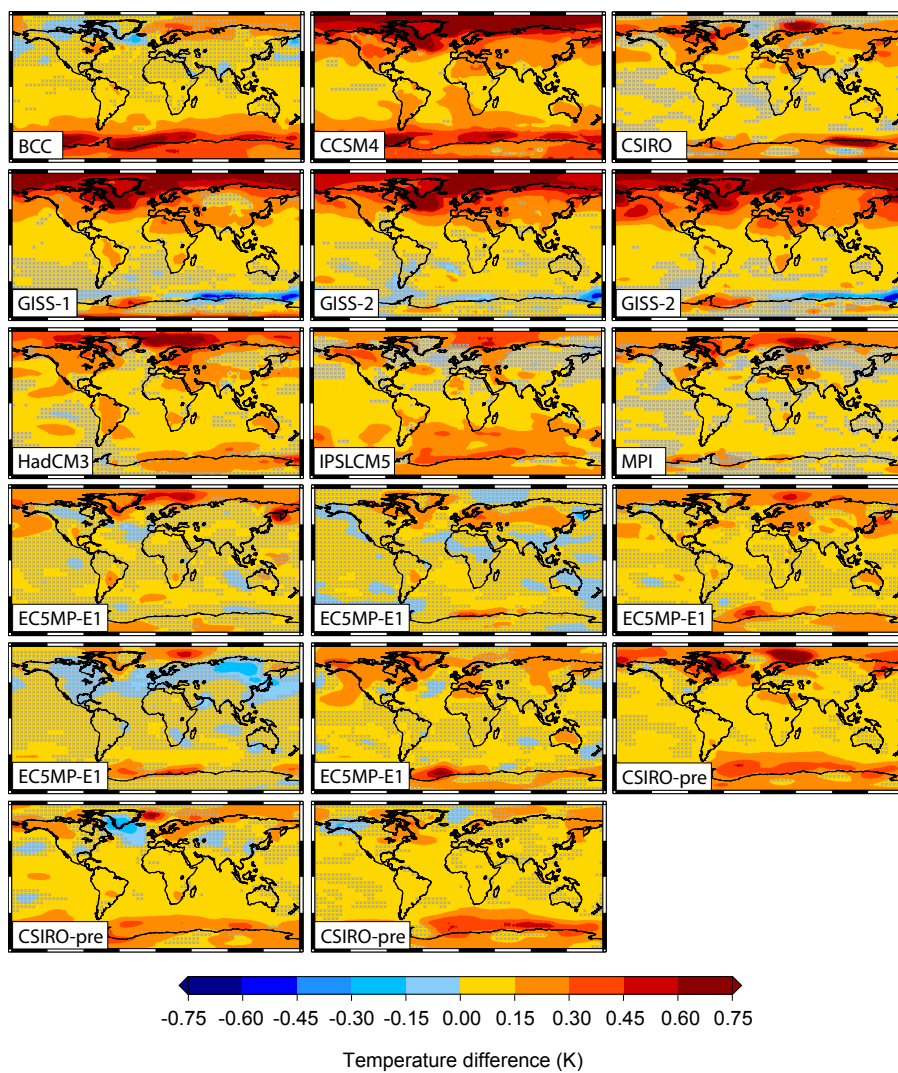 BCC
CCSM4
CSIRO
GISS-1
GISS-2
GISS-2
HadCM3
IPSLCM5
MPI
EC5MP-E1
EC5MP-E1
EC5MP-E1
EC5MP-E1
EC5MP-E1
CSIRO-pre
CSIRO-pre
CSIRO-pre
-0.75 -0.60 -0.45 -0.30 -0.15 0.00 0.15 0.30 0.45 0.60 0.75
Temperature difference (K)